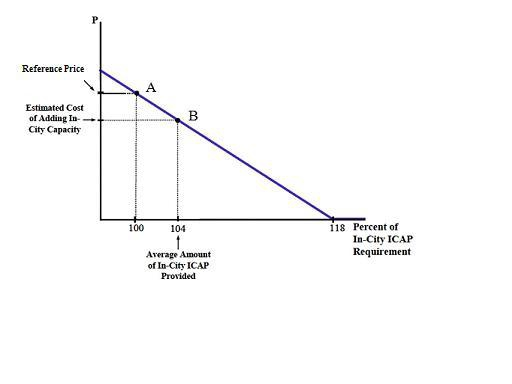 P
Reference Price
A
Estimated Cost
of Adding In-
City Capacity
B
100
104
118
Percent of
In-City ICAP
Requirement
Average Amount
of In-City ICAP
Provided